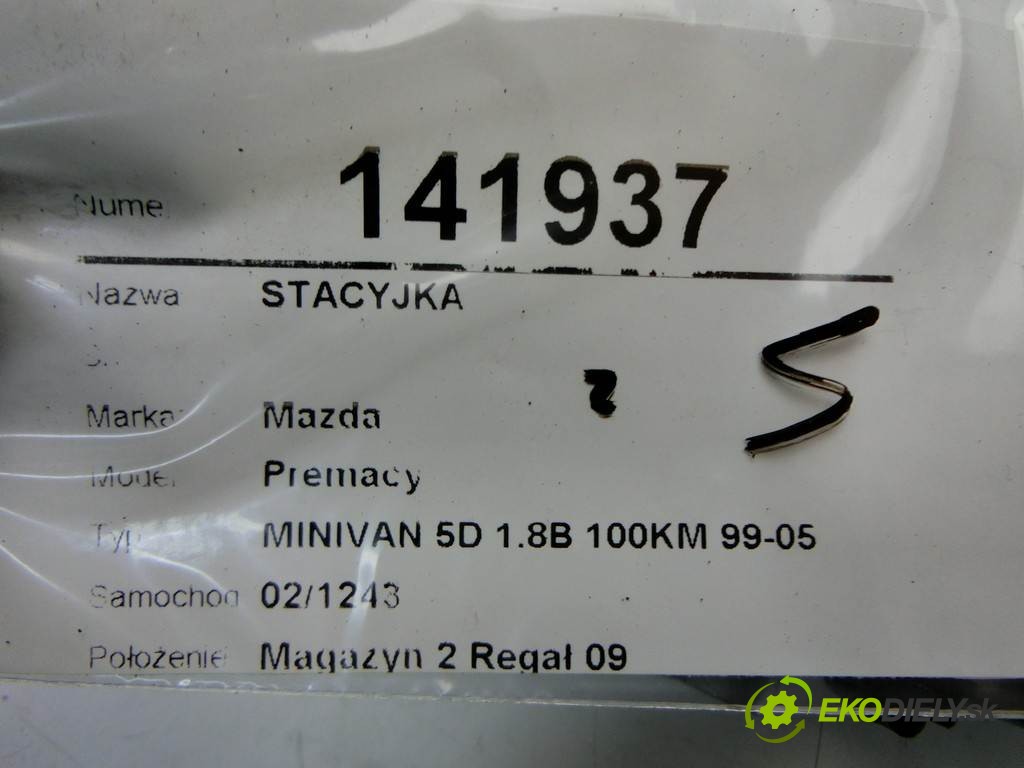 Nume 141937
Nazwa STACYJKA
S
Marka Mazda
Model Premacy
Typ MINIVAN 5D 1.8B 100KM 99-05
Samochod 02/1243
Położenie Magazyn 2 Regał 09
EKODIELY.sk